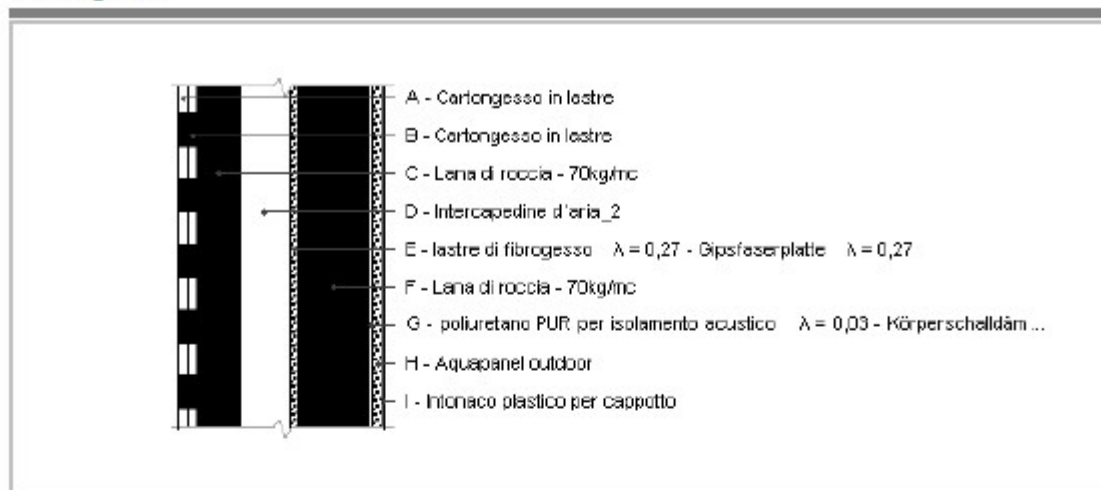 A - Cartongesso in lastre
B - Cartongesso in lastre
C - Lana di roccia - 70kg/mc
D - Intercapedine d'aria_2
E - lastre di fibrogesso λ = 0,27 - Gipsfaserplatte λ = 0,27
F - Lana di roccia - 70kg/mc
G - poliuretano PUR per isolamento acustico λ = 0,03 - Körperschalldäm ...
H - Aquapanel outdoor
I - Intonaco plastico per cappotto